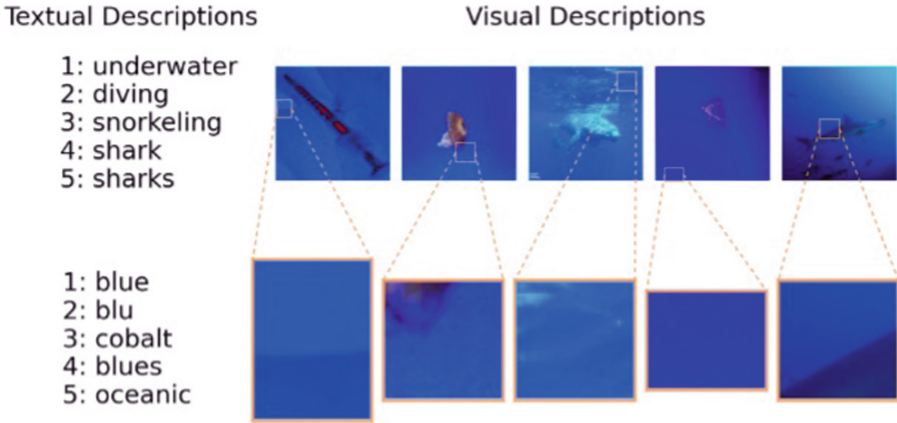 Textual Descriptions
Visual Descriptions
1: underwater
2: diving
3: snorkeling
4: shark
5: sharks
1: blue
2: blu
3: cobalt
4: blues
5: oceanic